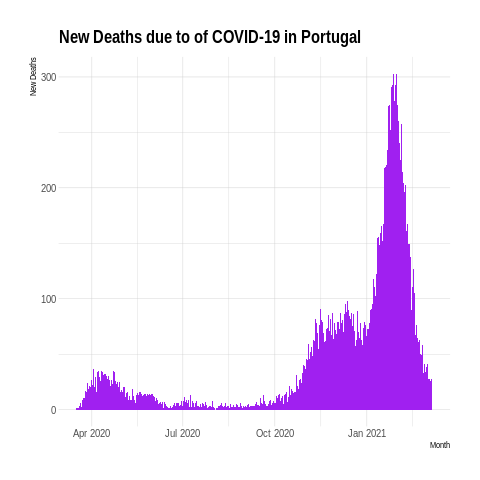 New Deaths due to of COVID-19 in Portugal
New Deaths
300
200
100
0
Apr 2020
Jul 2020
Oct 2020
Jan 2021
Month